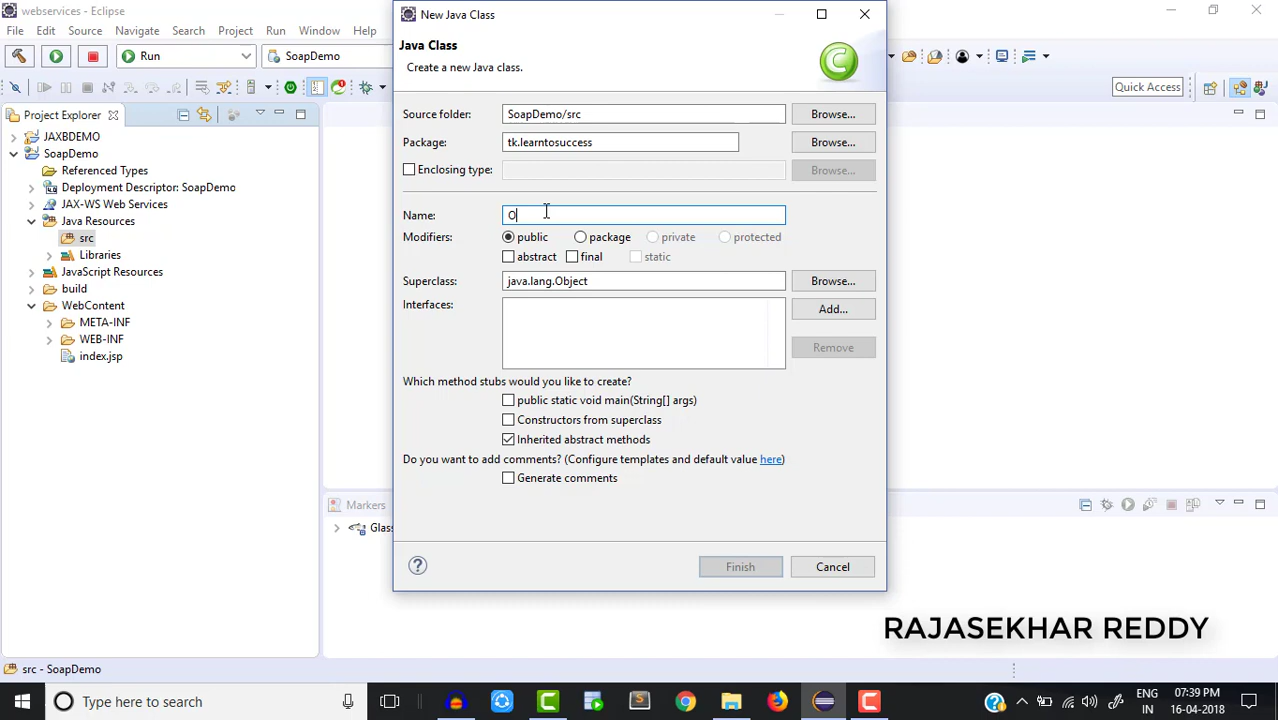 webservices - Eclipse
File Edit Source Navigate Search Project Run Window Help
Run
SoapDemo
Quick Access
Project Explorer
JAXBDEMO
SoapDemo
Referenced Types
Deployment Descriptor: SoapDemo
JAX-WS Web Services
Java Resources
src
Libraries
JavaScript Resources
build
WebContent
META-INF
WEB-INF
index.jsp
New Java Class
Java Class
Create a new Java class.
Source folder: SoapDemo/src Browse...
Package: tk.learntosuccess Browse...
Enclosing type: Browse...
Name: O
Modifiers: public package private protected
abstract final static
Superclass: java.lang.Object Browse...
Interfaces: Add...
Remove
Which method stubs would you like to create?
public static void main(String[] args)
Constructors from superclass
Inherited abstract methods
Do you want to add comments? (Configure templates and default value here)
Generate comments
Finish Cancel
Markers
Glas
RAJASEKHAR REDDY
src - SoapDemo
Type here to search
ENG
IN
07:39 PM
16-04-2018